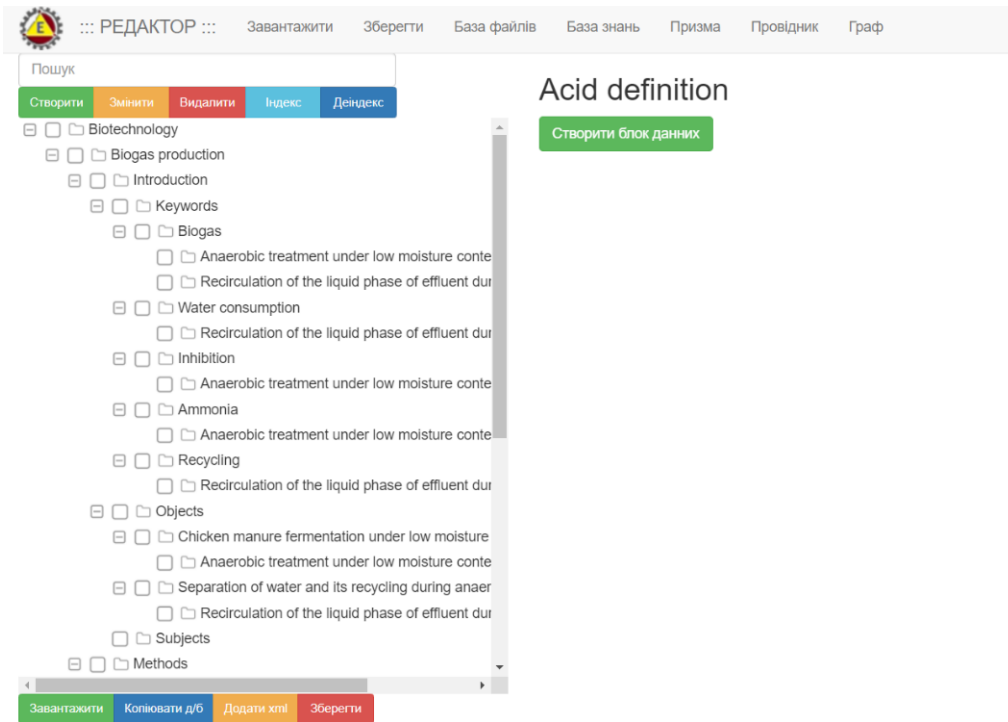 ::: РЕДАКТОР ::: Завантажити Зберегти База файлів База знань Призма Провідник Граф
Пошук
Створити Змінити Видалити Індекс Деіндекс
Acid definition
Створити блок данних
Biotechnology
Biogas production
Introduction
Keywords
Biogas
Anaerobic treatment under low moisture conte
Recirculation of the liquid phase of effluent dur
Water consumption
Recirculation of the liquid phase of effluent dur
Inhibition
Anaerobic treatment under low moisture conte
Ammonia
Anaerobic treatment under low moisture conte
Recycling
Recirculation of the liquid phase of effluent dur
Objects
Chicken manure fermentation under low moisture
Anaerobic treatment under low moisture conte
Separation of water and its recycling during anaer
Recirculation of the liquid phase of effluent dur
Subjects
Methods
Завантажити Копіювати д/б Додати xml Зберегти